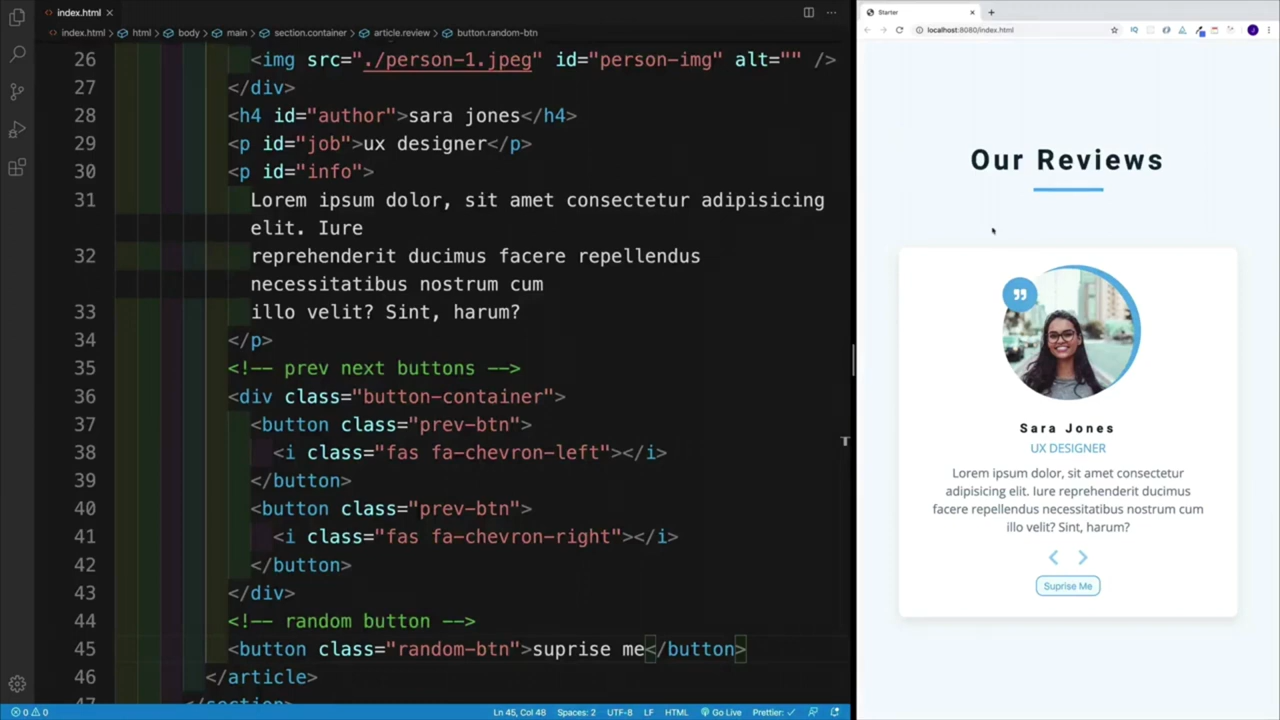 index.html
index.html > html > body > main > section.container > article.review > button.random-btn
26 <img src="./person-1.jpeg" id="person-img" alt="" />
27 </div>
28 <h4 id="author">sara jones</h4>
29 <p id="job">ux designer</p>
30 <p id="info">
31 Lorem ipsum dolor, sit amet consectetur adipisicing
elit. Iure
32 reprehenderit ducimus facere repellendus
necessitatibus nostrum cum
33 illo velit? Sint, harum?
34 </p>
35 <!-- prev next buttons -->
36 <div class="button-container">
37 <button class="prev-btn">
38 <i class="fas fa-chevron-left"></i>
39 </button>
40 <button class="prev-btn">
41 <i class="fas fa-chevron-right"></i>
42 </button>
43 </div>
44 <!-- random button -->
45 <button class="random-btn">suprise me</button>
46 </article>
47 </section>
0 0 Ln 45, Col 48 Spaces: 2 UTF-8 LF HTML Go Live Prettier: ✓
Starter
localhost:8080/index.html
J
Our Reviews
Sara Jones
UX DESIGNER
Lorem ipsum dolor, sit amet consectetur
adipisicing elit. Iure reprehenderit ducimus
facere repellendus necessitatibus nostrum cum
illo velit? Sint, harum?
Suprise Me